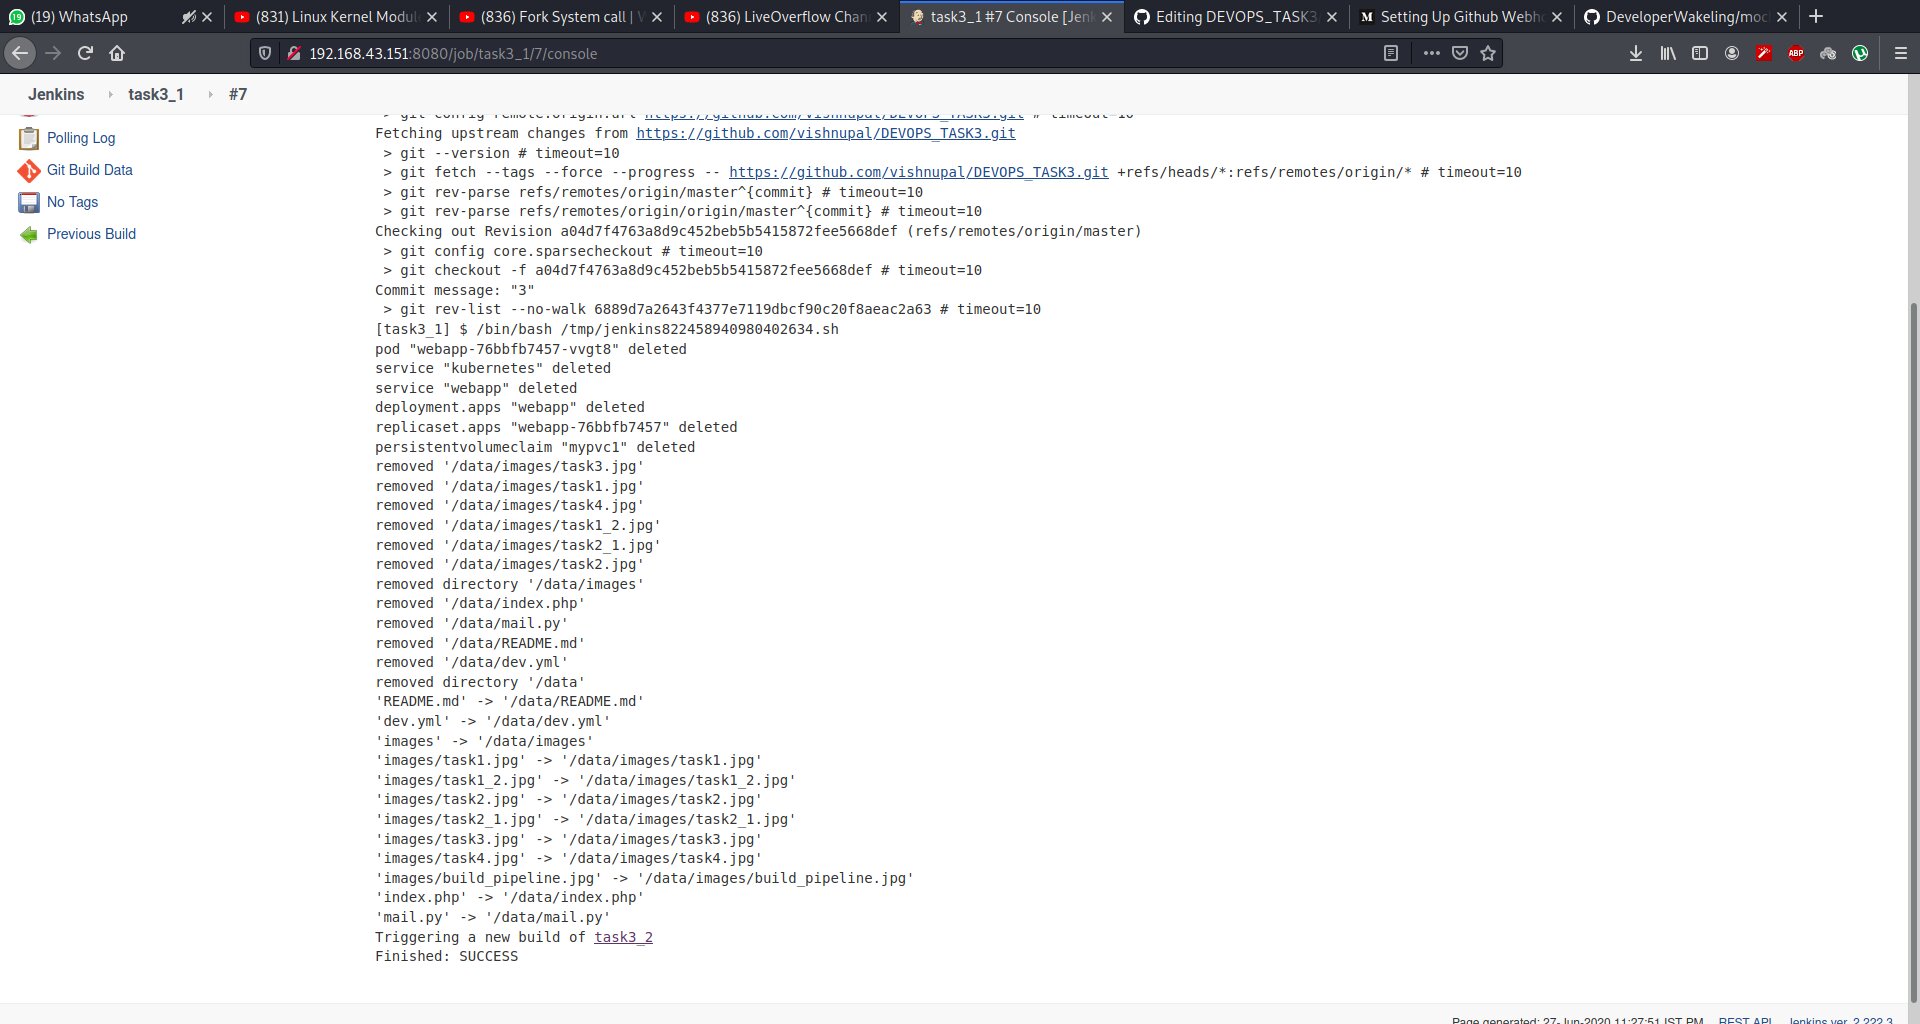 (19) WhatsApp
(831) Linux Kernel Modul
(836) Fork System call | W
(836) LiveOverflow Chan
task3_1 #7 Console [Jenk
Editing DEVOPS_TASK3
Setting Up Github Webho
DeveloperWakeling/moc
192.168.43.151:8080/job/task3_1/7/console
ABP
Jenkins
task3_1
#7
Polling Log
Git Build Data
No Tags
Previous Build
> git config remote.origin.url https://github.com/vishnupal/DEVOPS_TASK3.git # timeout=10
Fetching upstream changes from https://github.com/vishnupal/DEVOPS_TASK3.git
> git --version # timeout=10
> git fetch --tags --force --progress -- https://github.com/vishnupal/DEVOPS_TASK3.git +refs/heads/*:refs/remotes/origin/* # timeout=10
> git rev-parse refs/remotes/origin/master^{commit} # timeout=10
> git rev-parse refs/remotes/origin/origin/master^{commit} # timeout=10
Checking out Revision a04d7f4763a8d9c452beb5b5415872fee5668def (refs/remotes/origin/master)
> git config core.sparsecheckout # timeout=10
> git checkout -f a04d7f4763a8d9c452beb5b5415872fee5668def # timeout=10
Commit message: "3"
> git rev-list --no-walk 6889d7a2643f4377e7119dbcf90c20f8aeac2a63 # timeout=10
[task3_1] $ /bin/bash /tmp/jenkins822458940980402634.sh
pod "webapp-76bbfb7457-vvgt8" deleted
service "kubernetes" deleted
service "webapp" deleted
deployment.apps "webapp" deleted
replicaset.apps "webapp-76bbfb7457" deleted
persistentvolumeclaim "mypvc1" deleted
removed '/data/images/task3.jpg'
removed '/data/images/task1.jpg'
removed '/data/images/task4.jpg'
removed '/data/images/task1_2.jpg'
removed '/data/images/task2_1.jpg'
removed '/data/images/task2.jpg'
removed directory '/data/images'
removed '/data/index.php'
removed '/data/mail.py'
removed '/data/README.md'
removed '/data/dev.yml'
removed directory '/data'
'README.md' -> '/data/README.md'
'dev.yml' -> '/data/dev.yml'
'images' -> '/data/images'
'images/task1.jpg' -> '/data/images/task1.jpg'
'images/task1_2.jpg' -> '/data/images/task1_2.jpg'
'images/task2.jpg' -> '/data/images/task2.jpg'
'images/task2_1.jpg' -> '/data/images/task2_1.jpg'
'images/task3.jpg' -> '/data/images/task3.jpg'
'images/task4.jpg' -> '/data/images/task4.jpg'
'images/build_pipeline.jpg' -> '/data/images/build_pipeline.jpg'
'index.php' -> '/data/index.php'
'mail.py' -> '/data/mail.py'
Triggering a new build of task3_2
Finished: SUCCESS
Page generated: 27-Jun-2020 11:27:51 IST PM REST API Jenkins ver. 2.222.3